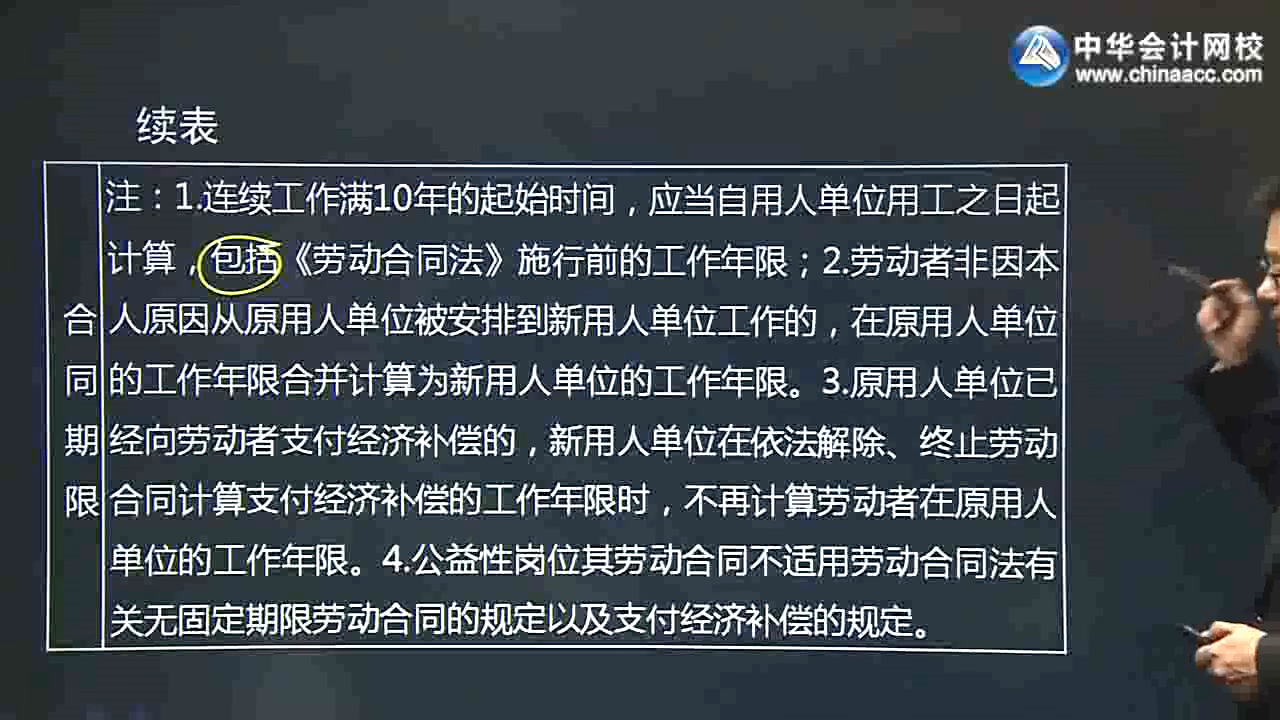 中华会计网校
www.chinaacc.com
续表
合同期限
注：1.连续工作满10年的起始时间，应当自用人单位用工之日起
计算，包括《劳动合同法》施行前的工作年限；2.劳动者非因本
人原因从原用人单位被安排到新用人单位工作的，在原用人单位
的工作年限合并计算为新用人单位的工作年限。3.原用人单位已
经向劳动者支付经济补偿的，新用人单位在依法解除、终止劳动
合同计算支付经济补偿的工作年限时，不再计算劳动者在原用人
单位的工作年限。4.公益性岗位其劳动合同不适用劳动合同法有
关无固定期限劳动合同的规定以及支付经济补偿的规定。